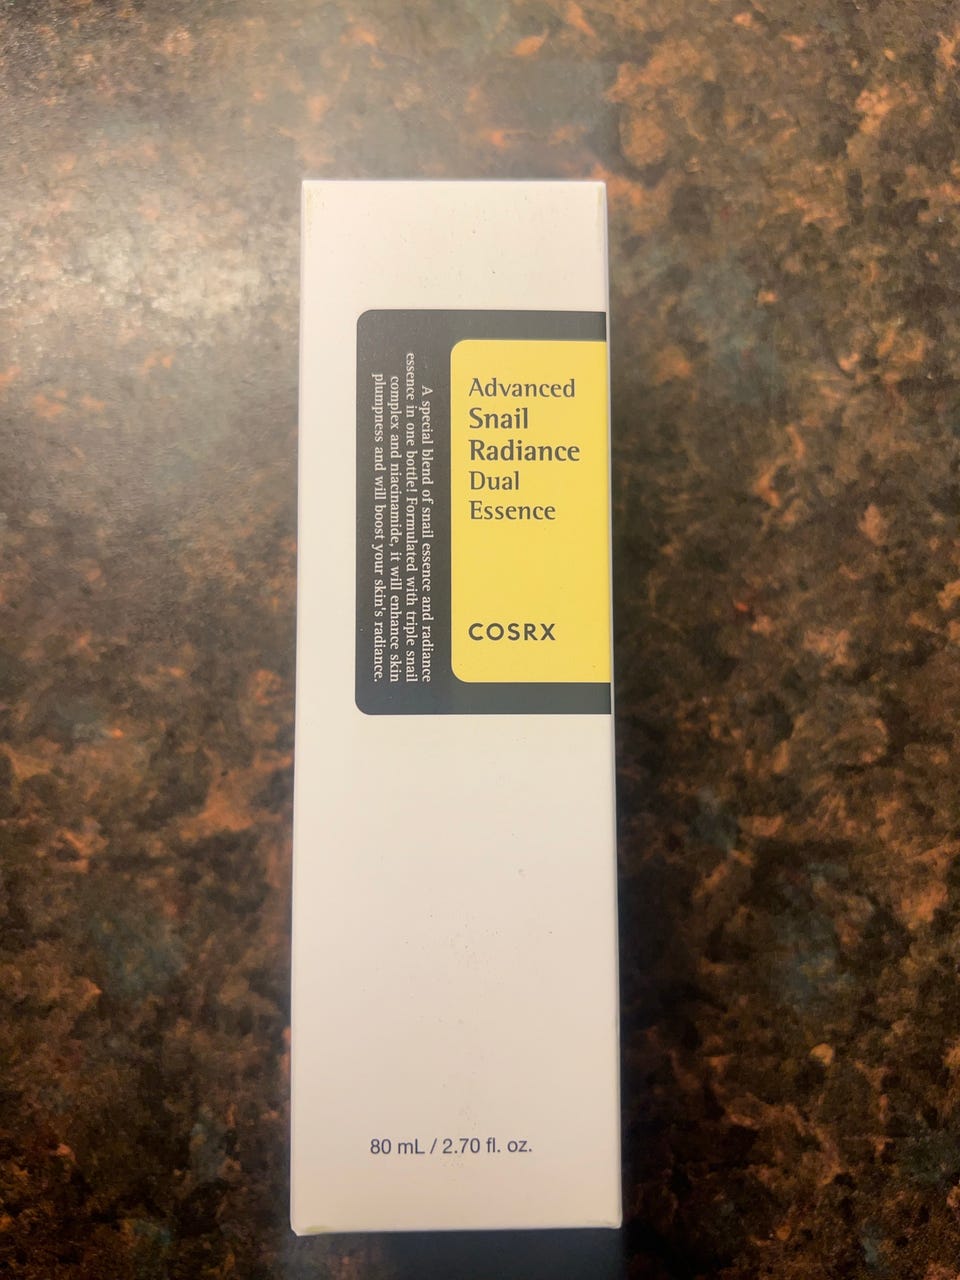 Advanced
Snail
Radiance
Dual
Essence
COSRX
A special blend of snail essence and radiance
essence in one bottle! Formulated with triple snail
complex and niacinamide, it will enhance skin
plumpness and will boost your skin's radiance.
80 mL / 2.70 fl. oz.